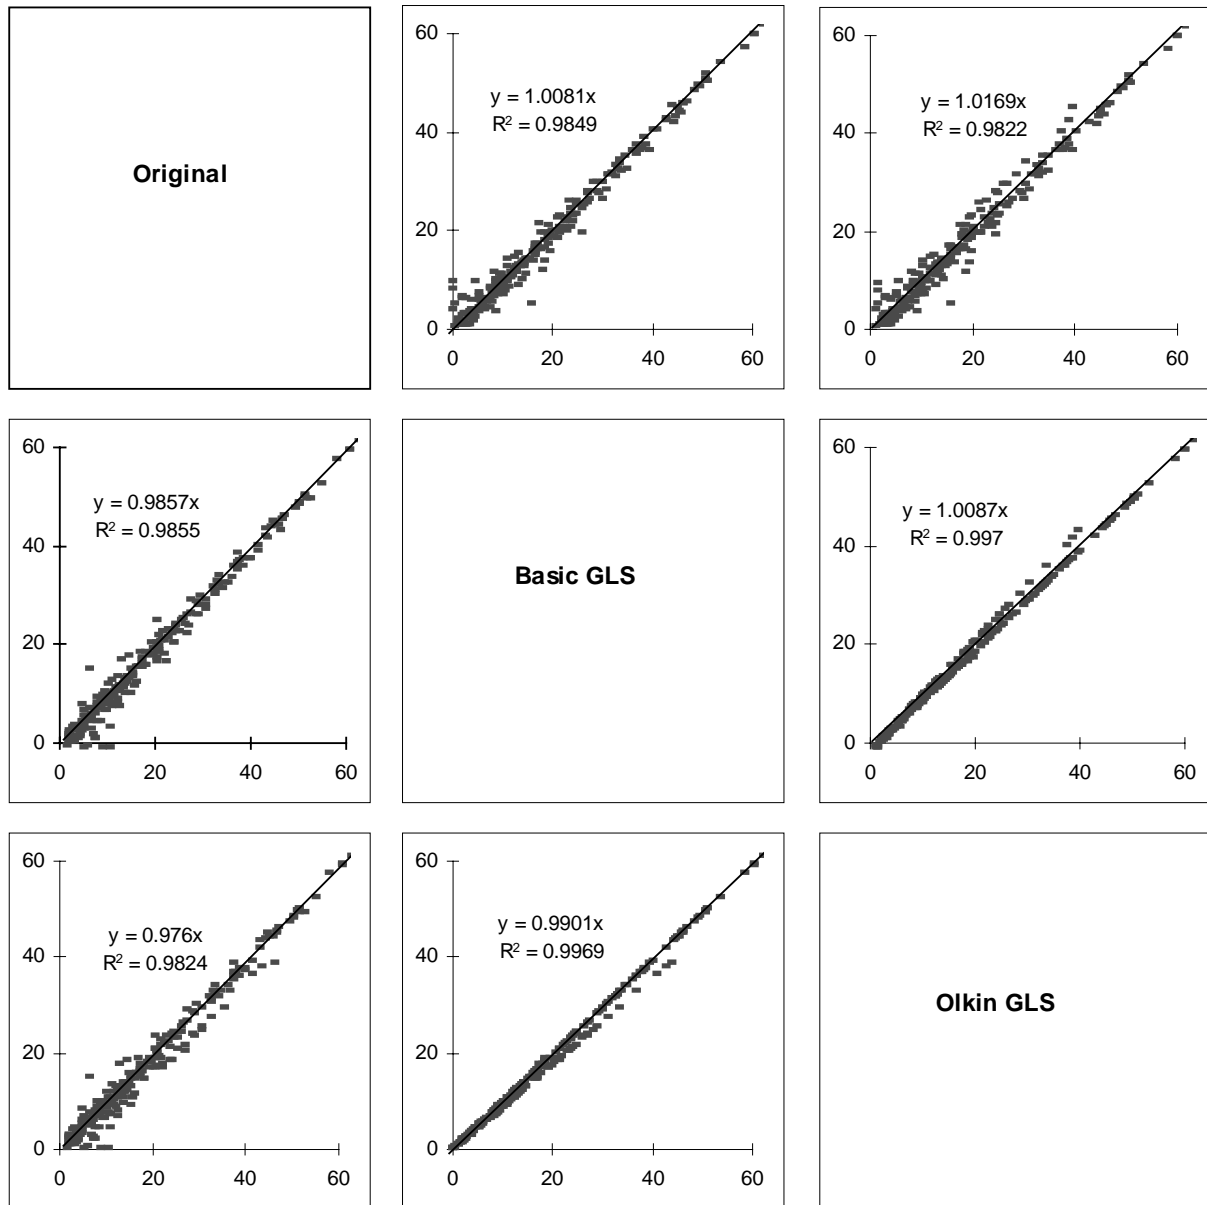 Original
60
40
20
0
0 20 40 60
y = 1.0081x
R² = 0.9849
60
40
20
0
0 20 40 60
y = 1.0169x
R² = 0.9822
60
40
20
0
0 20 40 60
y = 0.9857x
R² = 0.9855
Basic GLS
60
40
20
0
0 20 40 60
y = 1.0087x
R² = 0.997
60
40
20
0
0 20 40 60
y = 0.976x
R² = 0.9824
60
40
20
0
0 20 40 60
y = 0.9901x
R² = 0.9969
Olkin GLS